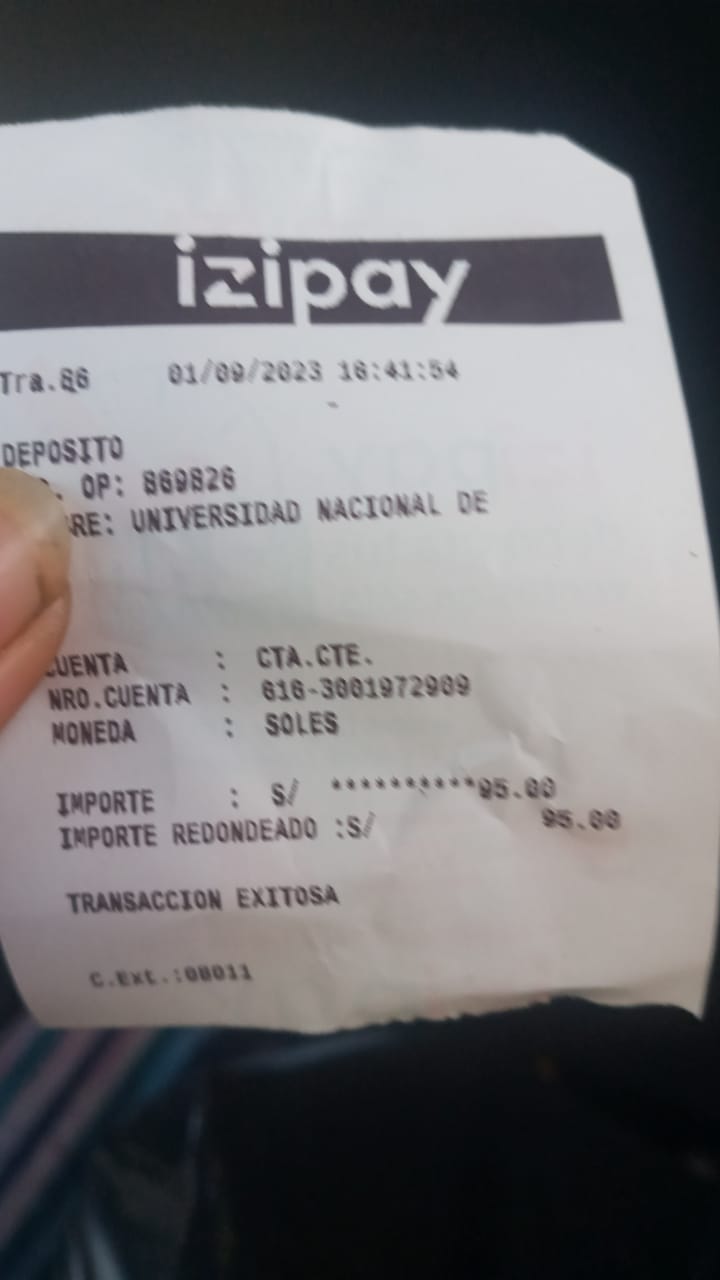 izipay
Tra.86 01/09/2023 16:41:54
DEPOSITO
OP: 869826
RE: UNIVERSIDAD NACIONAL DE
CUENTA : CTA.CTE.
NRO.CUENTA : 616-3001972909
MONEDA : SOLES
IMPORTE : S/ **********95.00
IMPORTE REDONDEADO :S/ 95.00
TRANSACCION EXITOSA
C.Ext.:08011